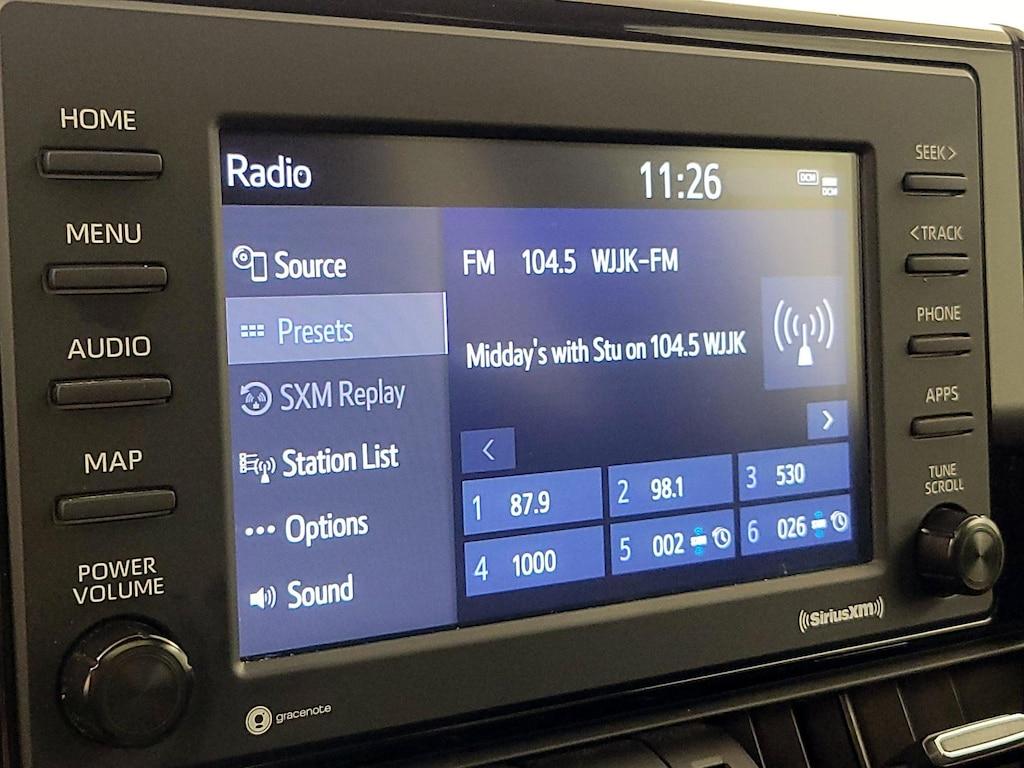 HOME
MENU
AUDIO
MAP
POWER
VOLUME
Radio
11:26
DCM
DCM
Source
Presets
SXM Replay
Station List
Options
Sound
FM 104.5 WJJK-FM
Midday's with Stu on 104.5 WJJK
<
>
1 87.9
2 98.1
3 530
4 1000
5 002
6 026
SEEK>
<TRACK
PHONE
APPS
TUNE
SCROLL
((SiriusXM))
gracenote